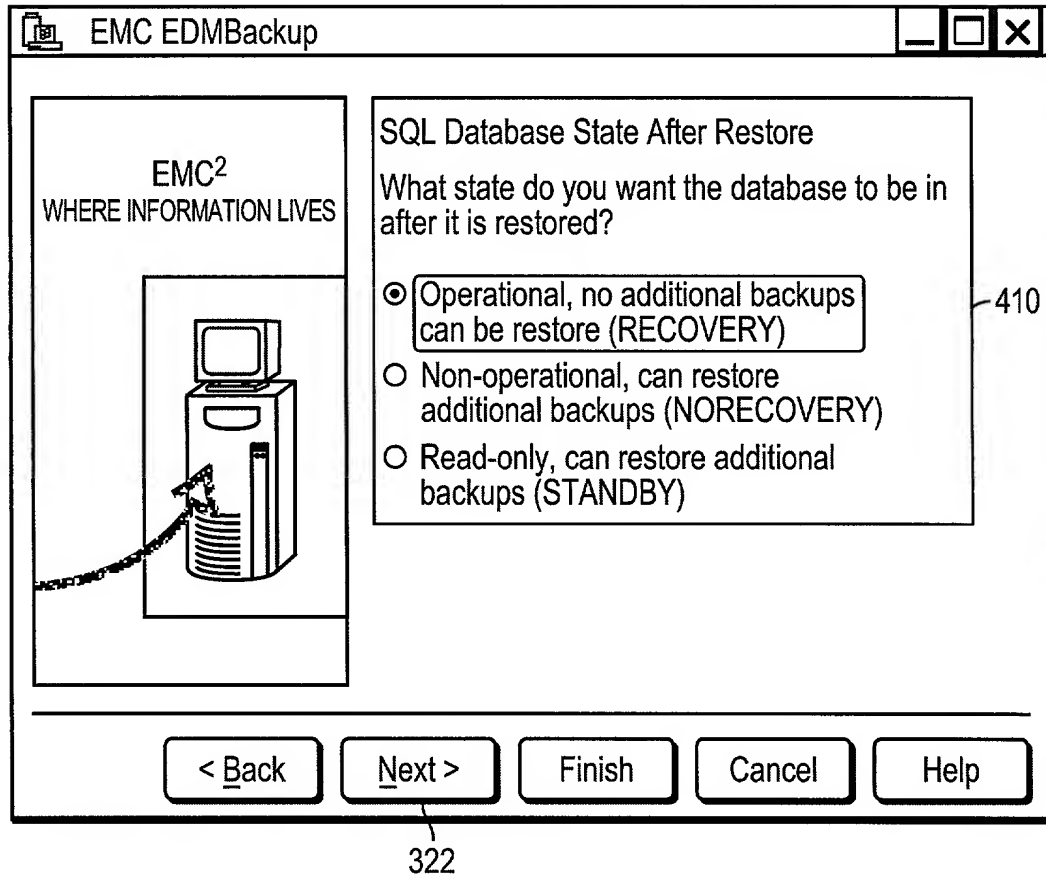 EMC EDMBackup
EMC2
WHERE INFORMATION LIVES
SQL Database State After Restore
What state do you want the database to be in
after it is restored?
Operational, no additional backups
can be restore (RECOVERY)
Non-operational, can restore
additional backups (NORECOVERY)
Read-only, can restore additional
backups (STANDBY)
410
< Back
Next >
Finish
Cancel
Help
322